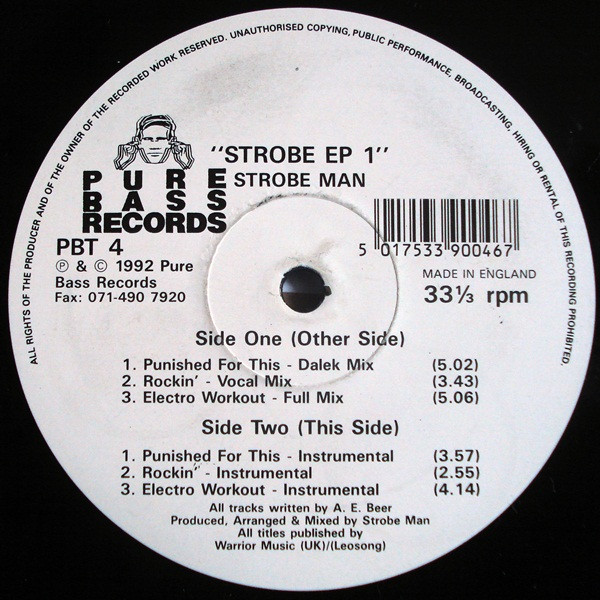 ALL RIGHTS OF THE PRODUCER AND OF THE OWNER OF THE RECORDED WORK RESERVED. UNAUTHORISED COPYING, PUBLIC PERFORMANCE, BROADCASTING, HIRING OR RENTAL OF THIS RECORDING PROHIBITED.
PURE
BASS
RECORDS
"STROBE EP 1"
STROBE MAN
PBT 4
℗ & © 1992 Pure
Bass Records
Fax: 071-490 7920
5 017533 900467
MADE IN ENGLAND
33⅓ rpm
Side One (Other Side)
1. Punished For This - Dalek Mix (5.02)
2. Rockin' - Vocal Mix (3.43)
3. Electro Workout - Full Mix (5.06)
Side Two (This Side)
1. Punished For This - Instrumental (3.57)
2. Rockin' - Instrumental (2.55)
3. Electro Workout - Instrumental (4.14)
All tracks written by A. E. Beer
Produced, Arranged & Mixed by Strobe Man
All titles published by
Warrior Music (UK)/(Leosong)